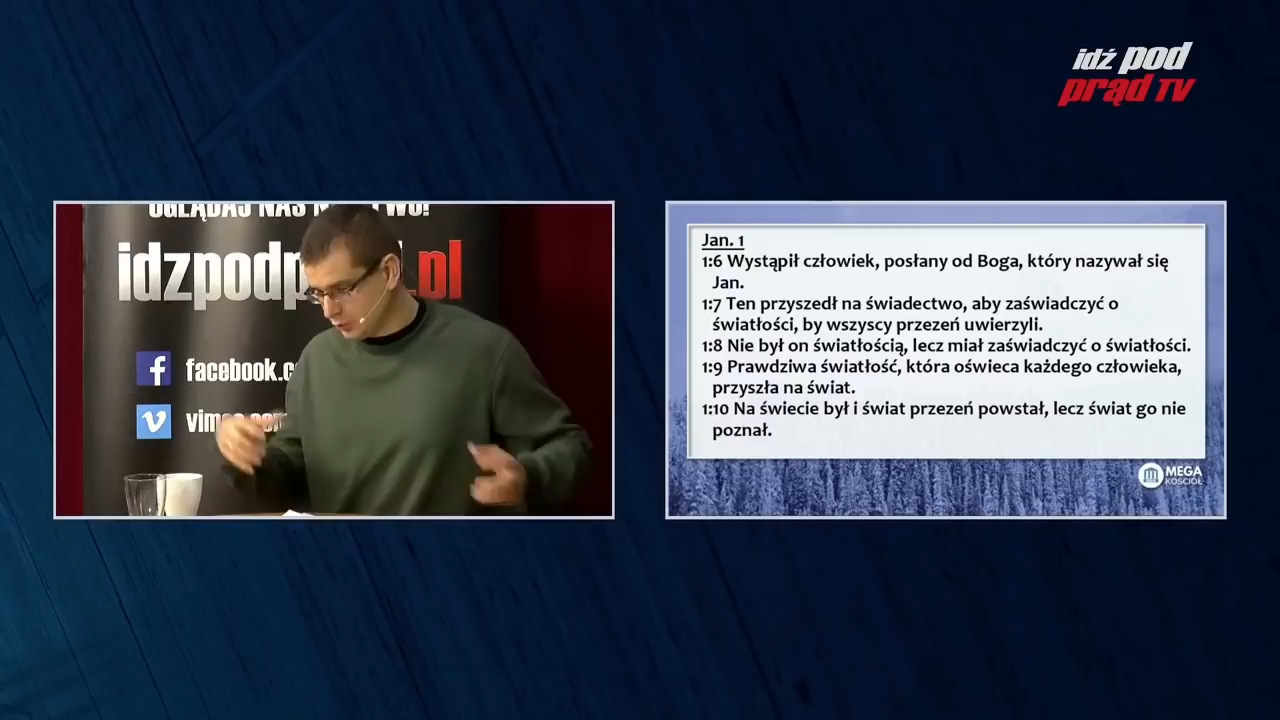 idź pod
prąd TV
idzpodp
.pl
facebook.c
Jan. 1
1:6 Wystąpił człowiek, posłany od Boga, który nazywał się
Jan.
1:7 Ten przyszedł na świadectwo, aby zaświadczyć o
światłości, by wszyscy przezeń uwierzyli.
1:8 Nie był on światłością, lecz miał zaświadczyć o światłości.
1:9 Prawdziwa światłość, która oświeca każdego człowieka,
przyszła na świat.
1:10 Na świecie był i świat przezeń powstał, lecz świat go nie
poznał.
MEGA
KOŚCIÓŁ